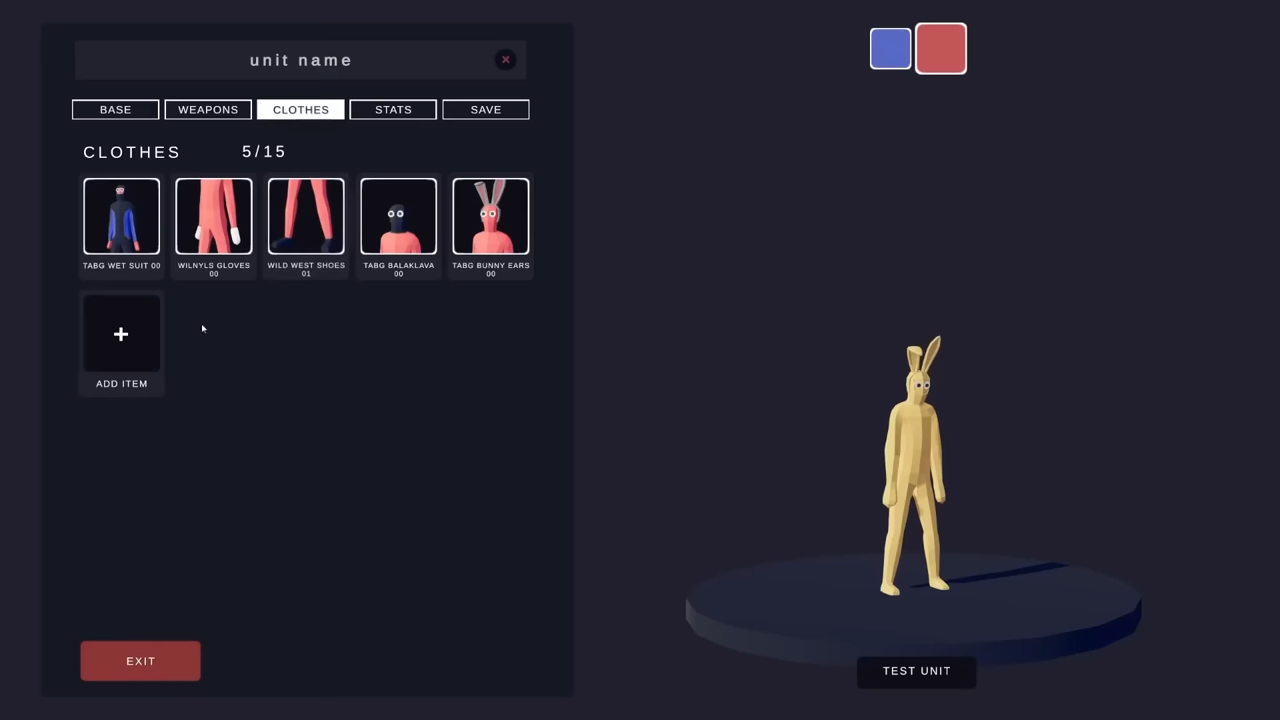 unit name
BASE
WEAPONS
CLOTHES
STATS
SAVE
CLOTHES
5/15
TABG WET SUIT 00
WILNYLS GLOVES
00
WILD WEST SHOES
01
TABG BALAKLAVA
00
TABG BUNNY EARS
00
+
ADD ITEM
EXIT
TEST UNIT